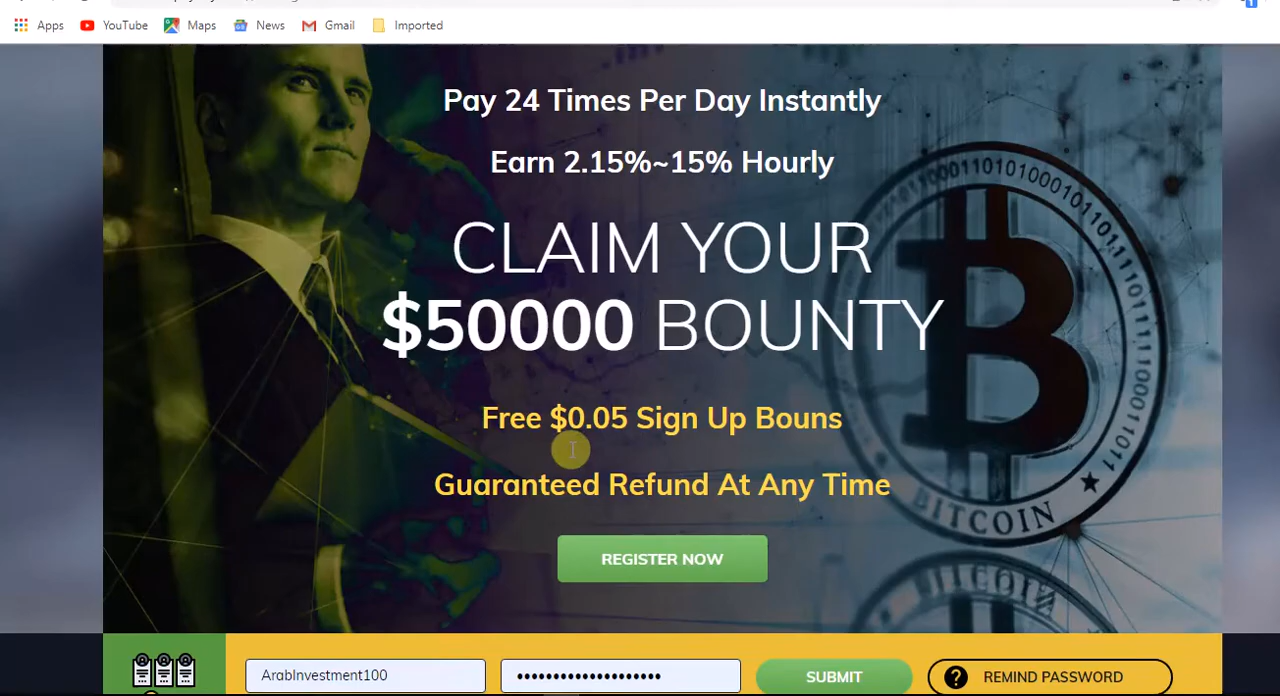 Apps YouTube Maps News Gmail Imported
Pay 24 Times Per Day Instantly
Earn 2.15%~15% Hourly
CLAIM YOUR
$50000 BOUNTY
Free $0.05 Sign Up Bouns
Guaranteed Refund At Any Time
REGISTER NOW
BITCOIN
ArabInvestment100 •••••••••••••••••••• SUBMIT ? REMIND PASSWORD